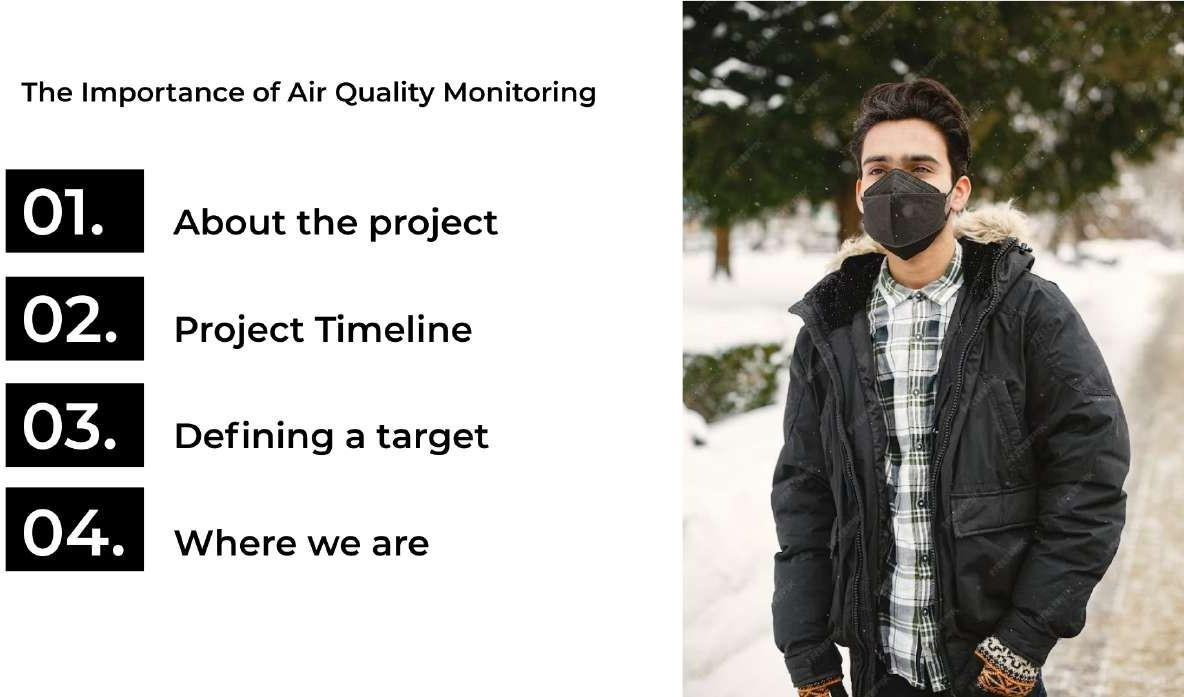 The Importance of Air Quality Monitoring
01. About the project
02. Project Timeline
03. Defining a target
04. Where we are